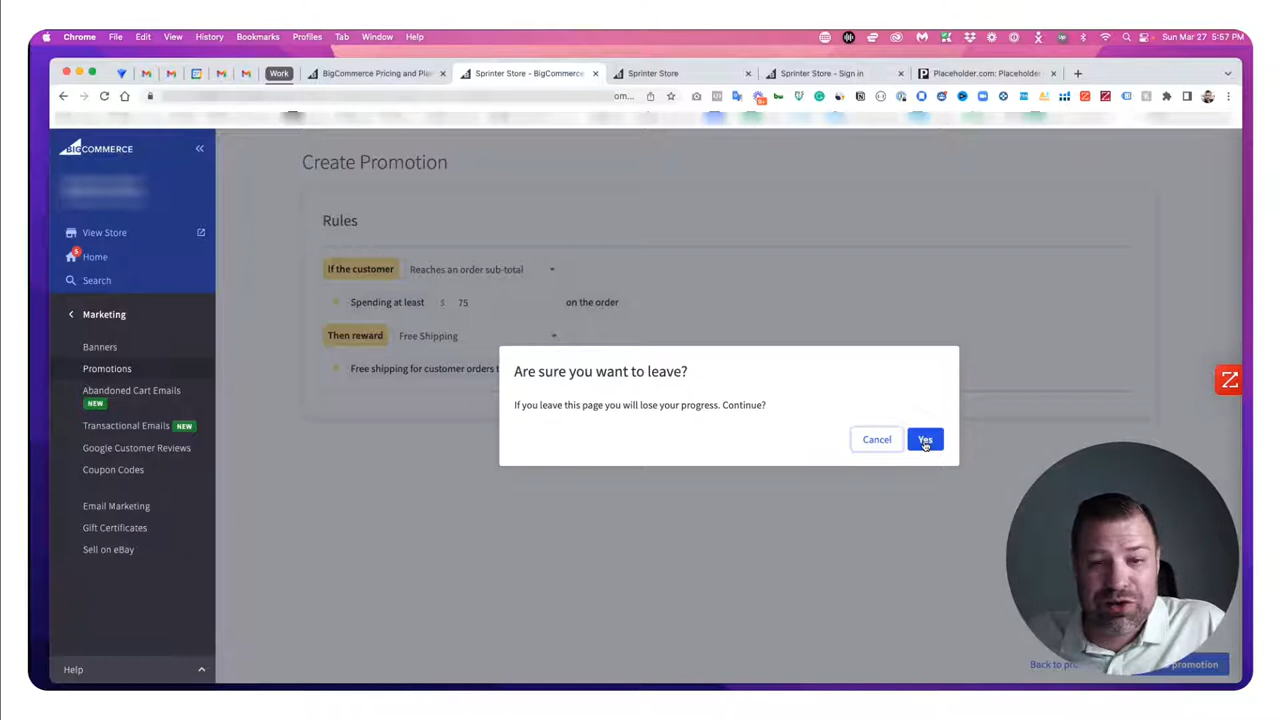 Chrome File Edit View History Bookmarks Profiles Tab Window Help
Sun Mar 27 5:57 PM
Work
BigCommerce Pricing and Pla
Sprinter Store - BigCommerce
Sprinter Store
Sprinter Store - Sign in
Placeholder.com: Placeholder
om...
BIGCOMMERCE
Create Promotion
View Store
5
Home
Search
Marketing
Banners
Promotions
Abandoned Cart Emails
NEW
Transactional Emails NEW
Google Customer Reviews
Coupon Codes
Email Marketing
Gift Certificates
Sell on eBay
Help
Rules
If the customer Reaches an order sub-total
Spending at least $ 75 on the order
Then reward Free Shipping
Free shipping for customer orders t
Are sure you want to leave?
If you leave this page you will lose your progress. Continue?
Cancel Yes
Back to pr
promotion